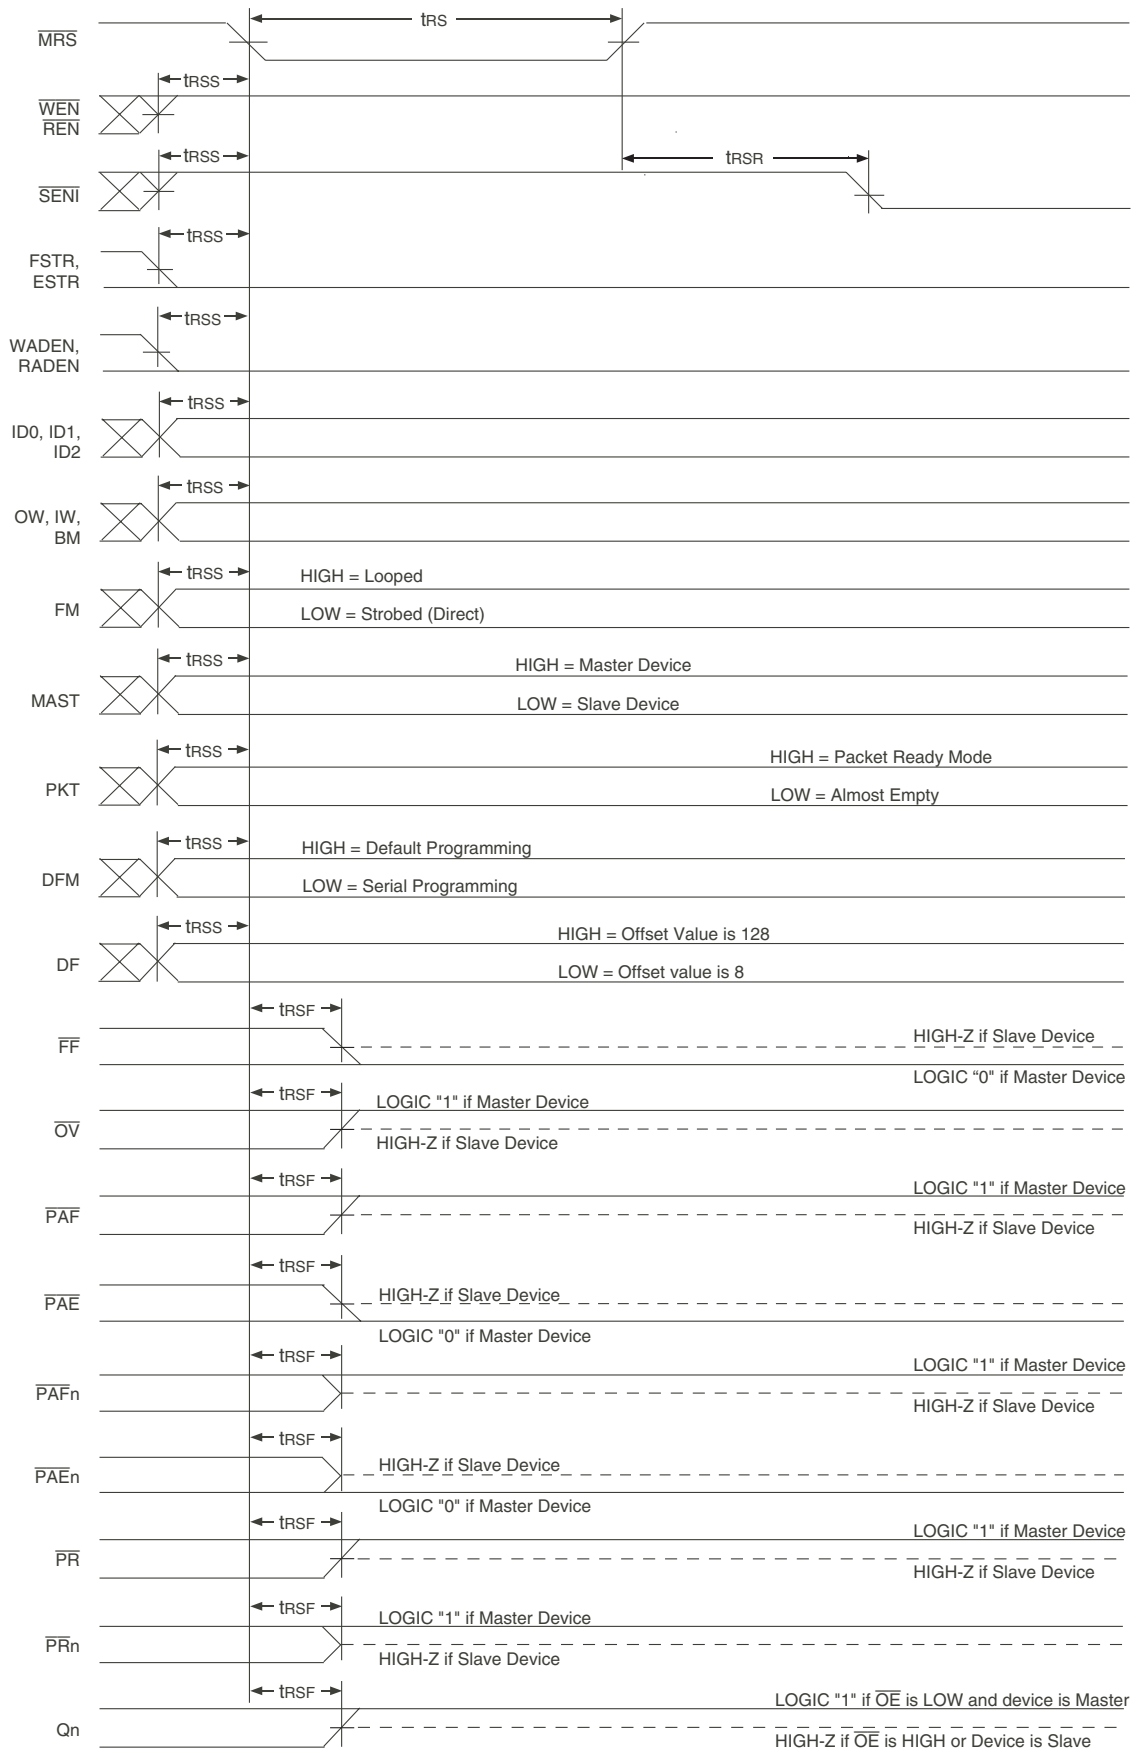 tRS
MRS
tRSS
WEN
REN
tRSS
tRSR
SENI
tRSS
FSTR,
ESTR
tRSS
WADEN,
RADEN
tRSS
ID0, ID1,
ID2
tRSS
OW, IW,
BM
tRSS
HIGH = Looped
FM
LOW = Strobed (Direct)
tRSS
HIGH = Master Device
MAST
LOW = Slave Device
tRSS
HIGH = Packet Ready Mode
PKT
LOW = Almost Empty
tRSS
HIGH = Default Programming
DFM
LOW = Serial Programming
tRSS
HIGH = Offset Value is 128
DF
LOW = Offset value is 8
tRSF
HIGH-Z if Slave Device
FF
LOGIC “0" if Master Device
tRSF
LOGIC "1" if Master Device
OV
HIGH-Z if Slave Device
tRSF
LOGIC "1" if Master Device
PAF
HIGH-Z if Slave Device
tRSF
HIGH-Z if Slave Device
PAE
LOGIC "0" if Master Device
tRSF
LOGIC "1" if Master Device
PAFn
HIGH-Z if Slave Device
tRSF
HIGH-Z if Slave Device
PAEn
LOGIC "0" if Master Device
tRSF
LOGIC "1" if Master Device
PR
HIGH-Z if Slave Device
tRSF
LOGIC "1" if Master Device
PRn
HIGH-Z if Slave Device
tRSF
LOGIC "1" if OE is LOW and device is Master
Qn
HIGH-Z if OE is HIGH or Device is Slave